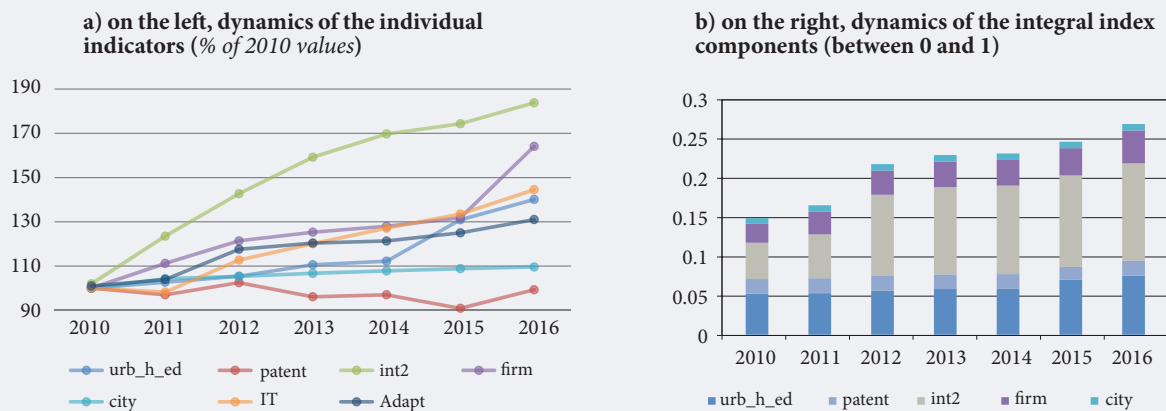 a) on the left, dynamics of the individual
indicators (% of 2010 values)
190
170
150
130
110
90
2010 2011 2012 2013 2014 2015 2016
urb_h_ed patent int2 firm
city IT Adapt
b) on the right, dynamics of the integral index
components (between 0 and 1)
0.3
0.25
0.2
0.15
0.1
0.05
0
2010 2011 2012 2013 2014 2015 2016
urb_h_ed patent int2 firm city